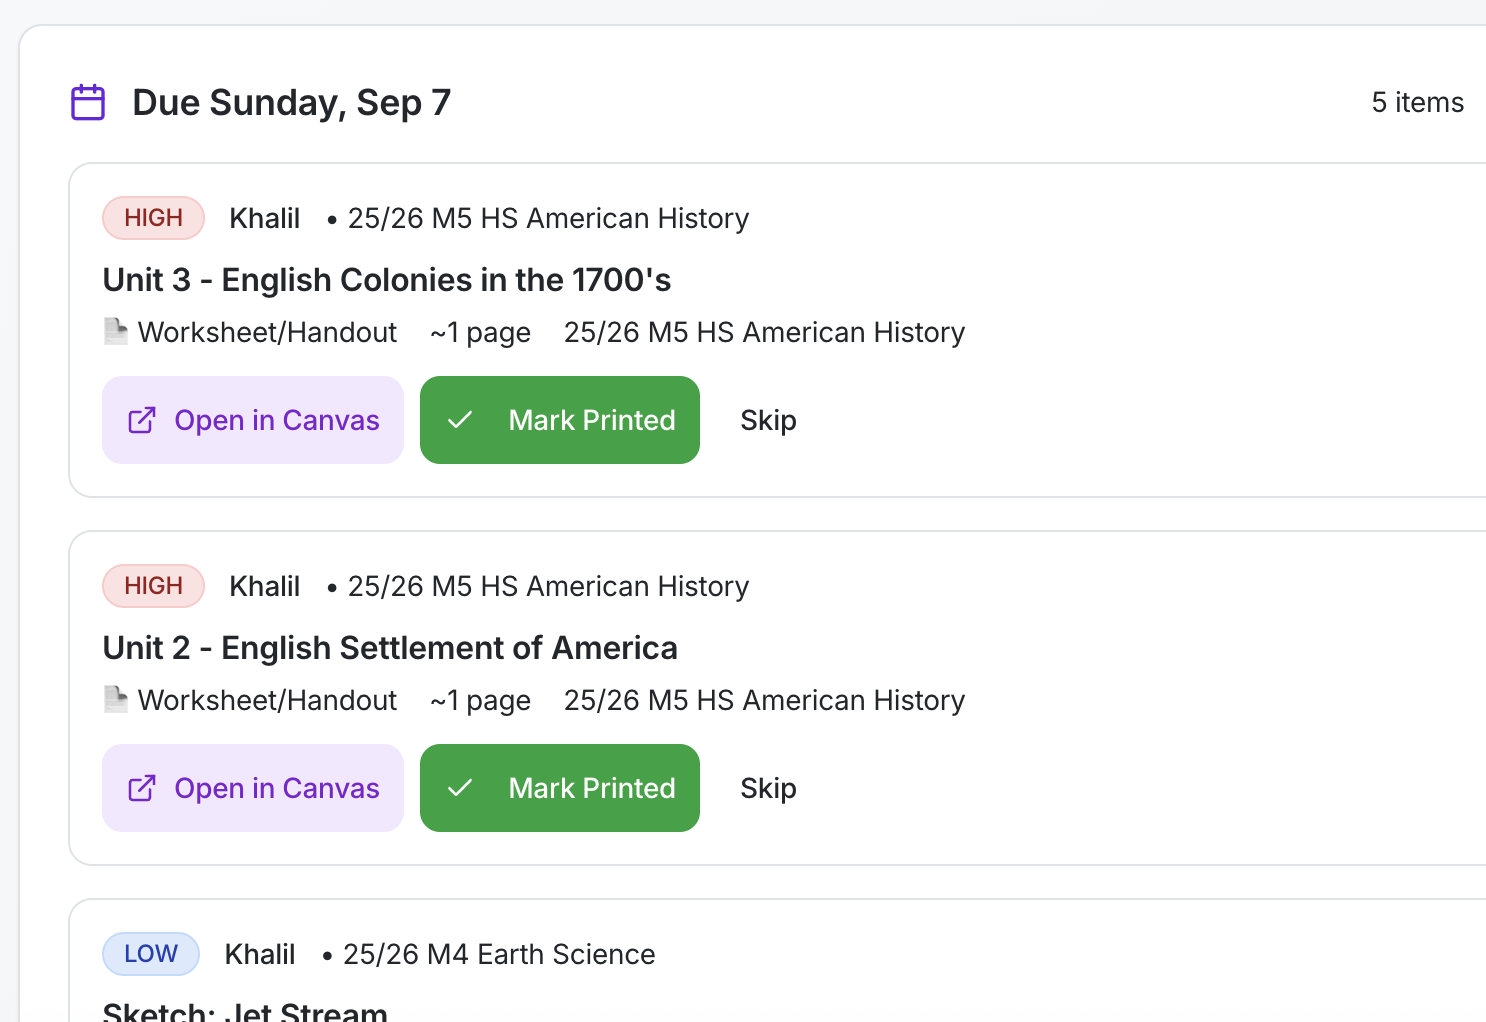 Due Sunday, Sep 7
5 items
HIGH Khalil • 25/26 M5 HS American History
Unit 3 - English Colonies in the 1700's
Worksheet/Handout ~1 page 25/26 M5 HS American History
Open in Canvas Mark Printed Skip
HIGH Khalil • 25/26 M5 HS American History
Unit 2 - English Settlement of America
Worksheet/Handout ~1 page 25/26 M5 HS American History
Open in Canvas Mark Printed Skip
LOW Khalil • 25/26 M4 Earth Science
Sketch: Jet Stream